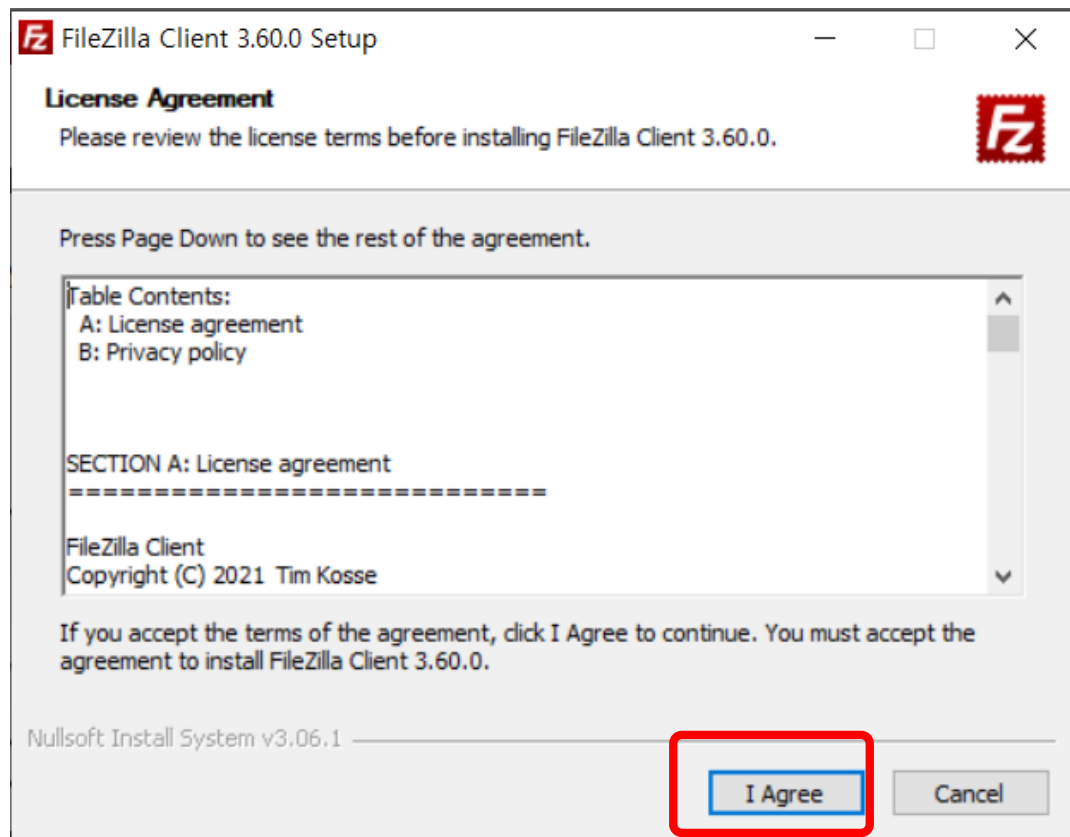 FileZilla Client 3.60.0 Setup
License Agreement
Please review the license terms before installing FileZilla Client 3.60.0.
Press Page Down to see the rest of the agreement.
Table Contents:
A: License agreement
B: Privacy policy
SECTION A: License agreement
==============================
FileZilla Client
Copyright (C) 2021 Tim Kosse
If you accept the terms of the agreement, click I Agree to continue. You must accept the
agreement to install FileZilla Client 3.60.0.
Nullsoft Install System v3.06.1
I Agree
Cancel